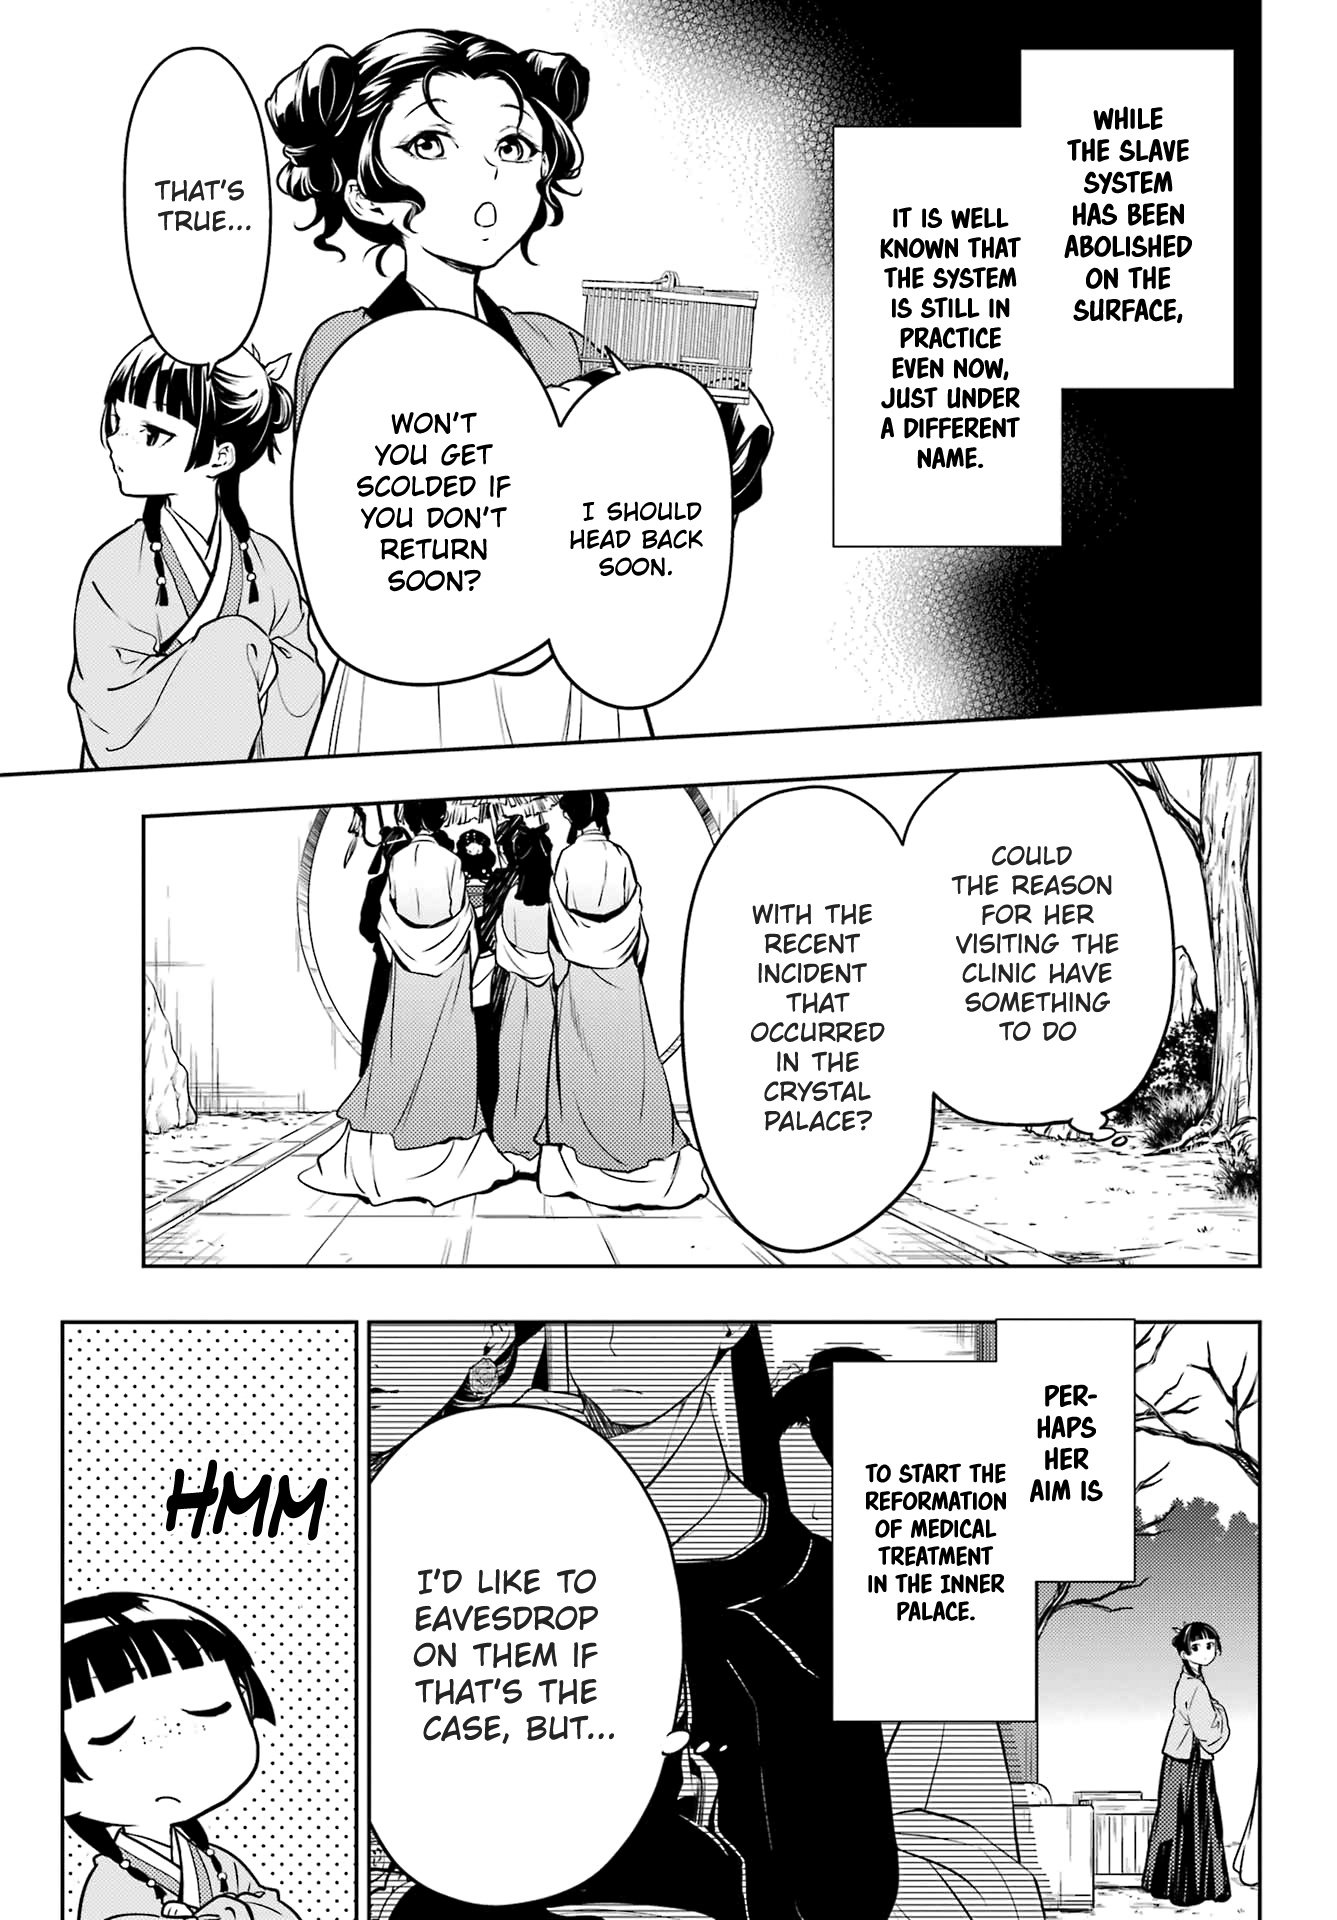 WHILE
THE SLAVE
SYSTEM
HAS BEEN
ABOLISHED
ON THE
SURFACE,
IT IS WELL
KNOWN THAT
THE SYSTEM
IS STILL IN
PRACTICE
EVEN NOW,
JUST UNDER
A DIFFERENT
NAME.
I SHOULD
HEAD BACK
SOON.
WON'T
YOU GET
SCOLDED IF
YOU DON'T
RETURN
SOON?
THAT'S
TRUE...
COULD
THE REASON
FOR HER
VISITING THE
CLINIC HAVE
SOMETHING
TO DO
WITH THE
RECENT
INCIDENT
THAT
OCCURRED
IN THE
CRYSTAL
PALACE?
PER-
HAPS
HER
AIM IS
TO START THE
REFORMATION
OF MEDICAL
TREATMENT
IN THE INNER
PALACE.
I'D LIKE TO
EAVESDROP
ON THEM IF
THAT'S THE
CASE, BUT...
HMM